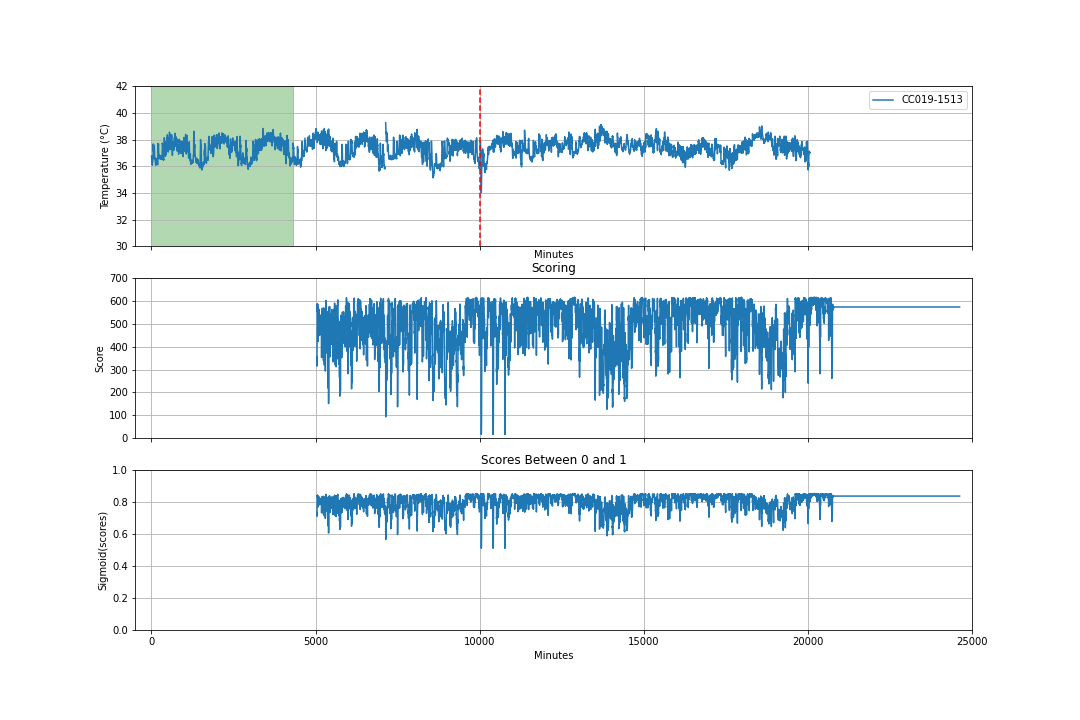 42
40
38
36
34
32
30
Temperature (°C)
CC019-1513
Minutes
Scoring
700
600
500
400
300
200
100
0
Score
Scores Between 0 and 1
1.0
0.8
0.6
0.4
0.2
0.0
Sigmoid(scores)
0 5000 10000 15000 20000 25000
Minutes